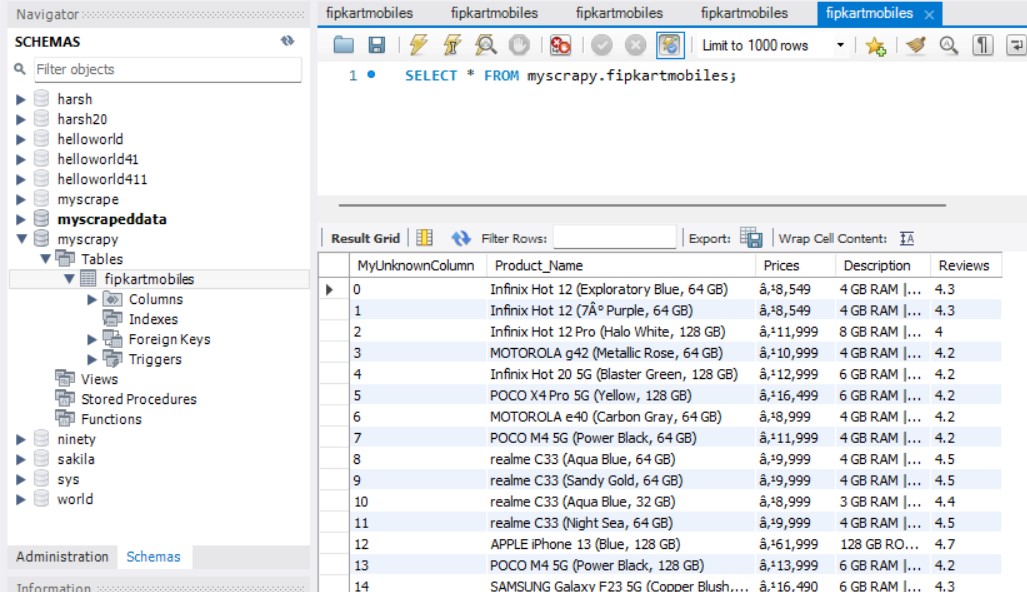 Navigator
SCHEMAS
Filter objects
harsh
harsh20
helloworld
helloworld41
helloworld411
myscrape
myscrapeddata
myscrapy
Tables
fipkartmobiles
Columns
Indexes
Foreign Keys
Triggers
Views
Stored Procedures
Functions
ninety
sakila
sys
world
Administration Schemas
Information
fipkartmobiles fipkartmobiles fipkartmobiles fipkartmobiles fipkartmobiles
Limit to 1000 rows
1 SELECT * FROM myscrapy.fipkartmobiles;
Result Grid Filter Rows: Export: Wrap Cell Content:
MyUnknownColumn Product_Name Prices Description Reviews
0 Infinix Hot 12 (Exploratory Blue, 64 GB) â‚¹8,549 4 GB RAM |... 4.3
1 Infinix Hot 12 (7Â° Purple, 64 GB) â‚¹8,549 4 GB RAM |... 4.3
2 Infinix Hot 12 Pro (Halo White, 128 GB) â‚¹11,999 8 GB RAM |... 4
3 MOTOROLA g42 (Metallic Rose, 64 GB) â‚¹10,999 4 GB RAM |... 4.2
4 Infinix Hot 20 5G (Blaster Green, 128 GB) â‚¹12,999 6 GB RAM |... 4.2
5 POCO X4 Pro 5G (Yellow, 128 GB) â‚¹16,499 6 GB RAM |... 4.2
6 MOTOROLA e40 (Carbon Gray, 64 GB) â‚¹8,999 4 GB RAM |... 4.2
7 POCO M4 5G (Power Black, 64 GB) â‚¹11,999 4 GB RAM |... 4.2
8 realme C33 (Aqua Blue, 64 GB) â‚¹9,999 4 GB RAM |... 4.5
9 realme C33 (Sandy Gold, 64 GB) â‚¹9,999 4 GB RAM |... 4.5
10 realme C33 (Aqua Blue, 32 GB) â‚¹8,999 3 GB RAM |... 4.4
11 realme C33 (Night Sea, 64 GB) â‚¹9,999 4 GB RAM |... 4.5
12 APPLE iPhone 13 (Blue, 128 GB) â‚¹61,999 128 GB RO... 4.7
13 POCO M4 5G (Power Black, 128 GB) â‚¹13,999 6 GB RAM |... 4.2
14 SAMSUNG Galaxy F23 5G (Copper Blush,... â‚¹16,490 6 GB RAM |... 4.3